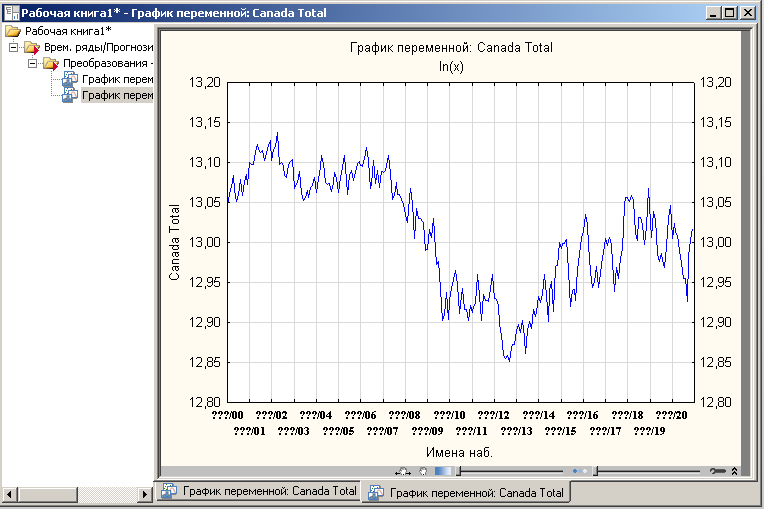 Рабочая книга1* - График переменной: Canada Total
Рабочая книга1*
Врем. ряды/Прогнози
Преобразования -
График перем
График перем
График переменной: Canada Total
ln(x)
13,20 13,20
13,15 13,15
13,10 13,10
13,05 13,05
13,00 13,00
12,95 12,95
12,90 12,90
12,85 12,85
12,80 12,80
Canada Total
???/00 ???/02 ???/04 ???/06 ???/08 ???/10 ???/12 ???/14 ???/16 ???/18 ???/20
???/01 ???/03 ???/05 ???/07 ???/09 ???/11 ???/13 ???/15 ???/17 ???/19
Имена наб.
График переменной: Canada Total График переменной: Canada Total